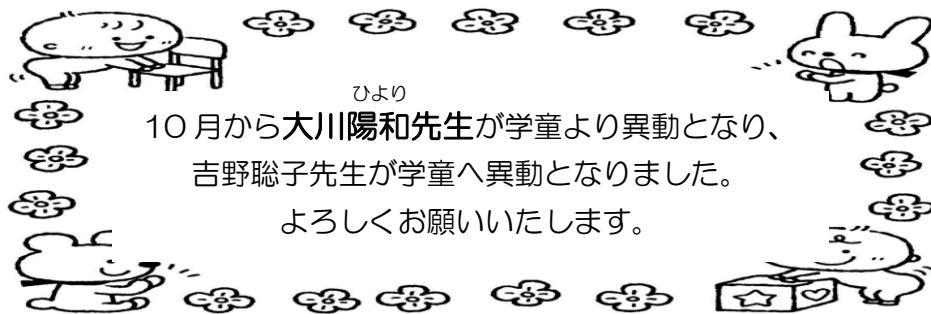 ひより
10月から大川陽和先生が学童より異動となり、
吉野聡子先生が学童へ異動となりました。
よろしくお願いいたします。